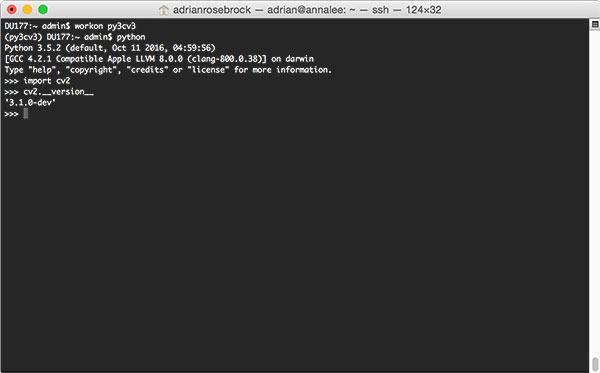 adrianrosebrock — adrian@annalee: ~ — ssh — 124×32
DU177:~ admin$ workon py3cv3
(py3cv3) DU177:~ admin$ python
Python 3.5.2 (default, Oct 11 2016, 04:59:56)
[GCC 4.2.1 Compatible Apple LLVM 8.0.0 (clang-800.0.38)] on darwin
Type "help", "copyright", "credits" or "license" for more information.
>>> import cv2
>>> cv2.__version__
'3.1.0-dev'
>>>